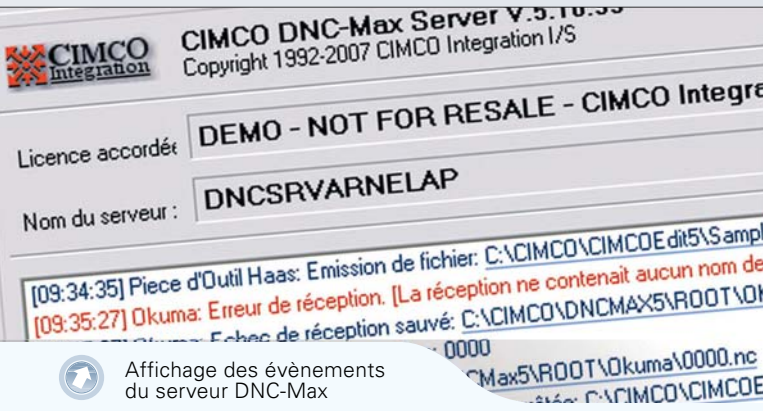 CIMCO
Integration
CIMCO DNC-Max Server
Copyright 1992-2007 CIMCO Integration I/S
Licence accordée
DEMO - NOT FOR RESALE - CIMCO
Nom du serveur :
DNCSRVARNELAP
[09:34:35] Piece d'Outil Haas: Emission de fichier: C:\CIMCO\CIMCOEdit5\Sampl
[09:35:27] Okuma: Erreur de réception. [La réception ne contenait aucun nom de
Echec de réception sauvé: C:\CIMCO\DNCMAX5\ROOT\
0000
CMax5\ROOT\Okuma\0000.nc
C:\CIMCO\CIMCOE
Affichage des évènements
du serveur DNC-Max